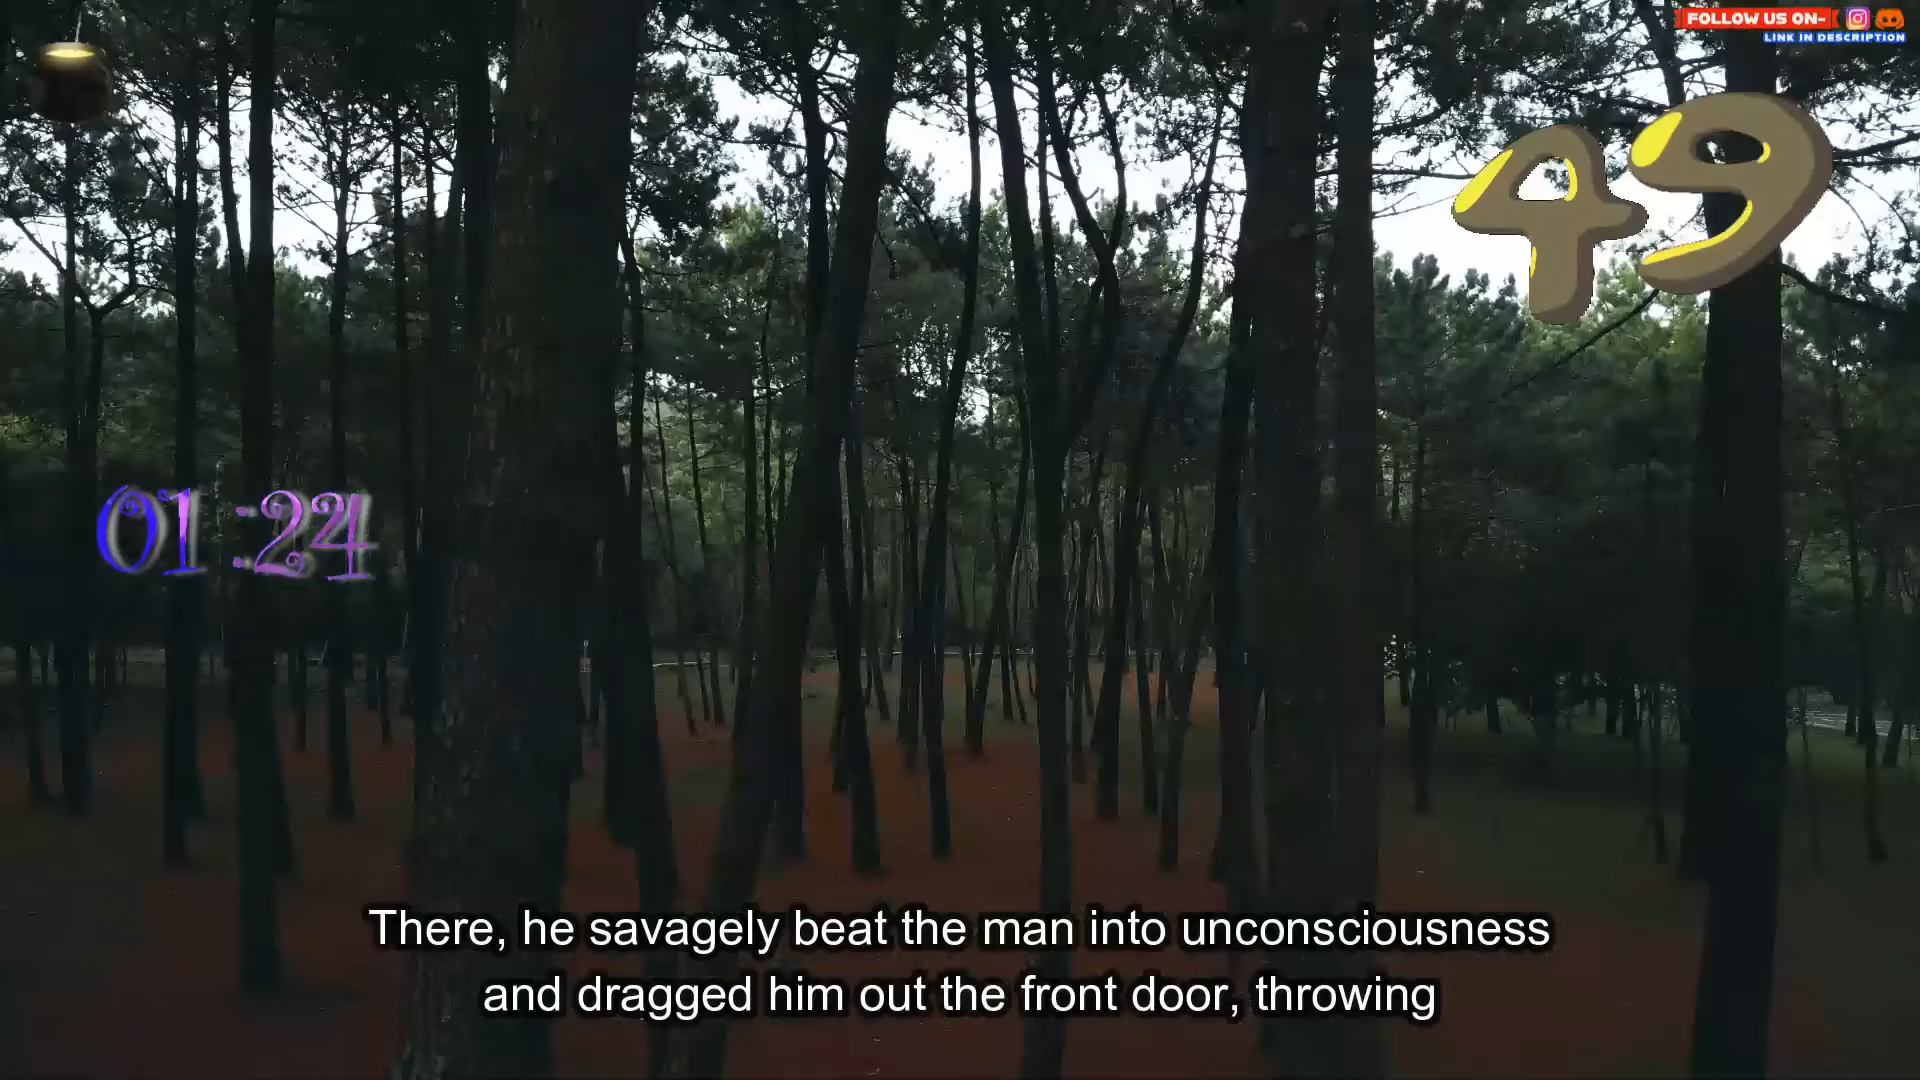 FOLLOW US ON-
LINK IN DESCRIPTION
49
01:24
There, he savagely beat the man into unconsciousness
and dragged him out the front door, throwing